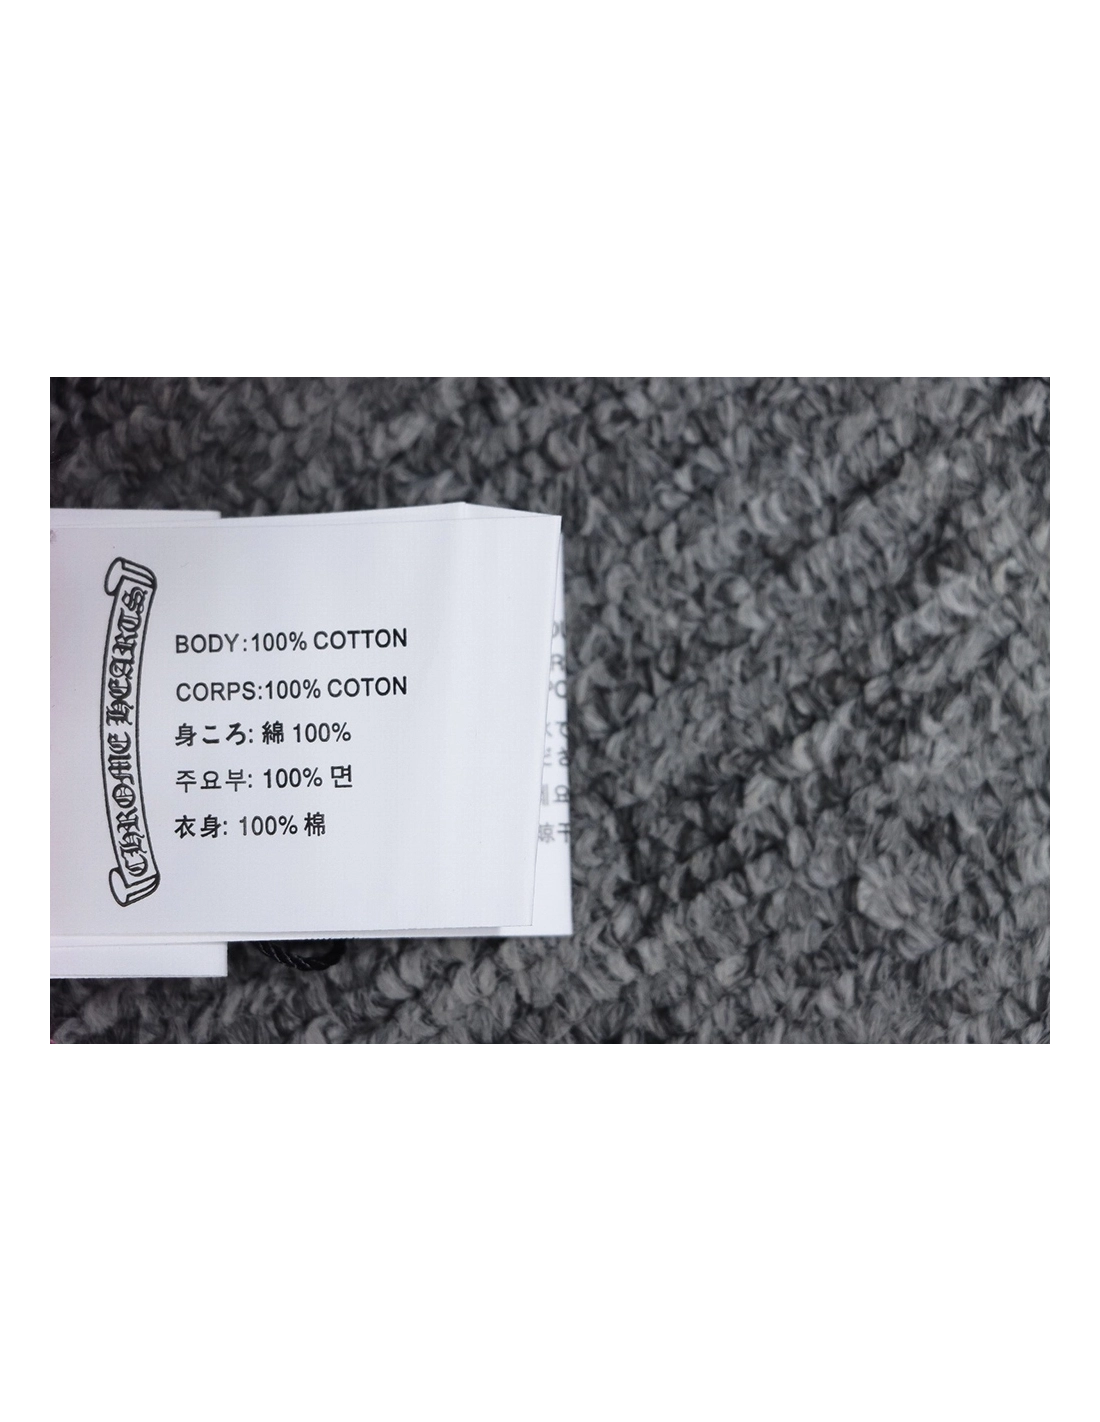 CHROME HEARTS
BODY:100% COTTON
CORPS:100% COTON
身ころ: 綿 100%
주요부: 100% 면
衣身: 100% 棉